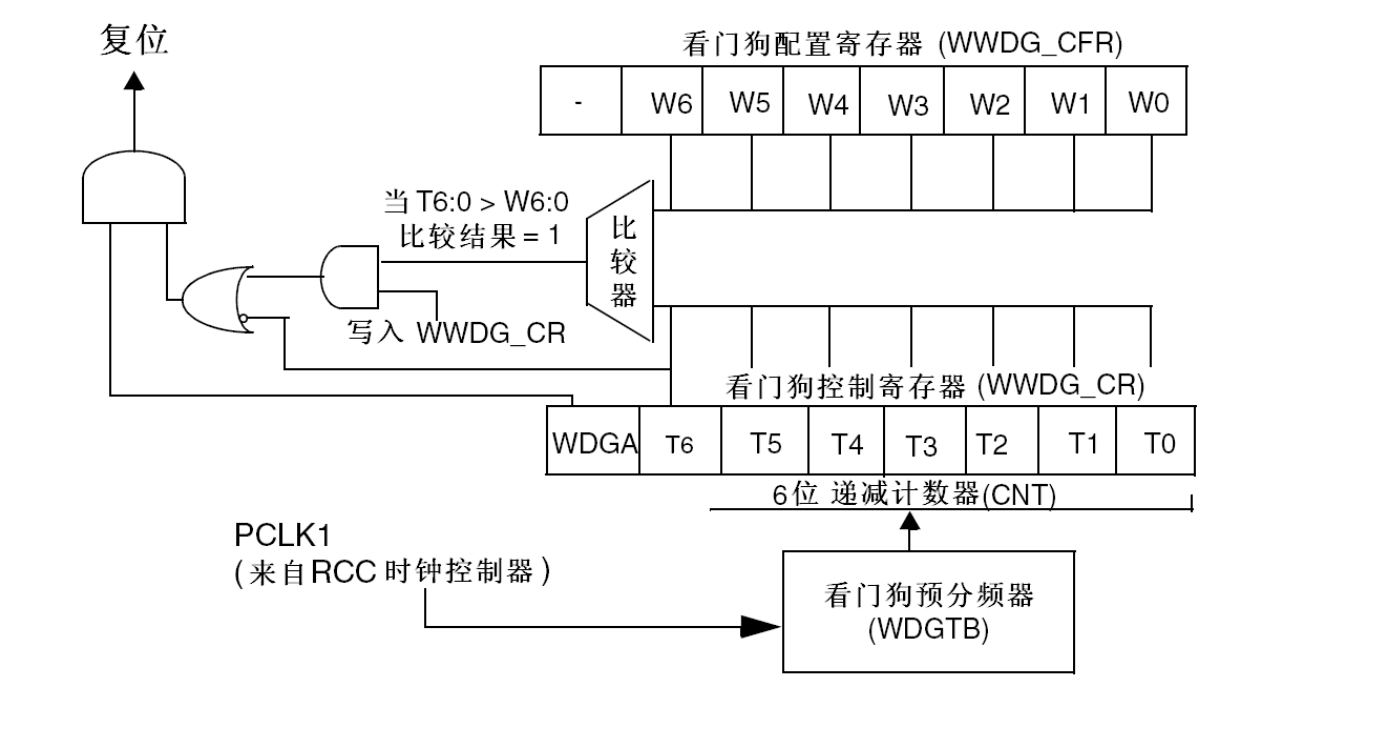 复位
看门狗配置寄存器 (WWDG_CFR)
- W6 W5 W4 W3 W2 W1 W0
当 T6:0 > W6:0
比较结果 = 1
比较器
写入 WWDG_CR
看门狗控制寄存器 (WWDG_CR)
WDGA T6 T5 T4 T3 T2 T1 T0
6位 递减计数器(CNT)
PCLK1
(来自RCC 时钟控制器)
看门狗预分频器
(WDGTB)